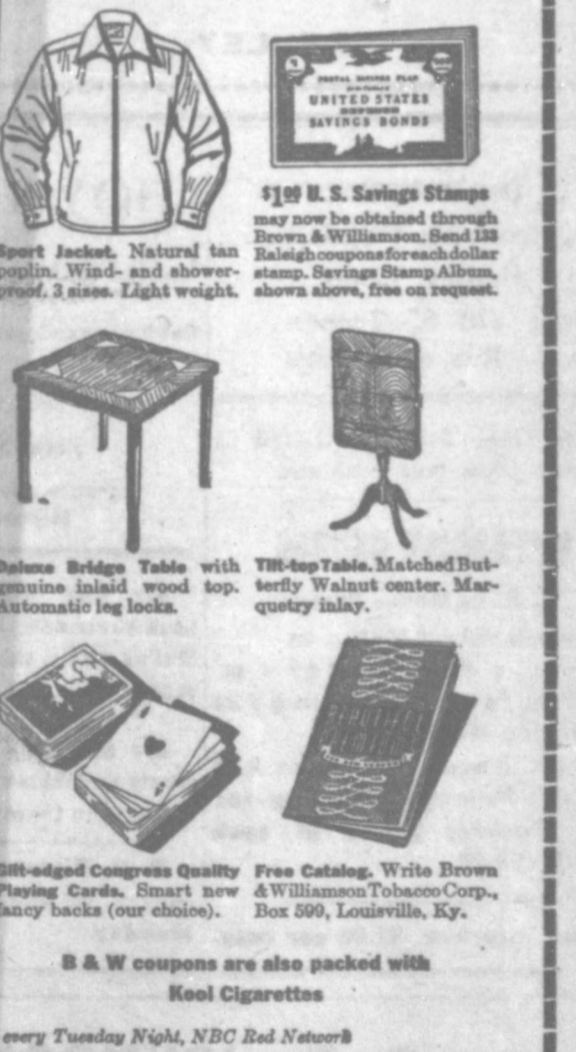 POSTAL SAVINGS PLAN
UNITED STATES
SAVINGS BONDS
$1.00 U. S. Savings Stamps
may now be obtained through
Brown & Williamson. Send 133
Raleigh coupons for each dollar
stamp. Savings Stamp Album,
shown above, free on request.
Sport Jacket. Natural tan
poplin. Wind- and shower-
proof. 3 sizes. Light weight.
Deluxe Bridge Table with
genuine inlaid wood top.
Automatic leg locks.
Tilt-top Table. Matched But-
terfly Walnut center. Mar-
quetry inlay.
Gilt-edged Congress Quality
Playing Cards. Smart new
fancy backs (our choice).
Free Catalog. Write Brown
& Williamson Tobacco Corp.,
Box 599, Louisville, Ky.
B & W coupons are also packed with
Kool Cigarettes
every Tuesday Night, NBC Red Network